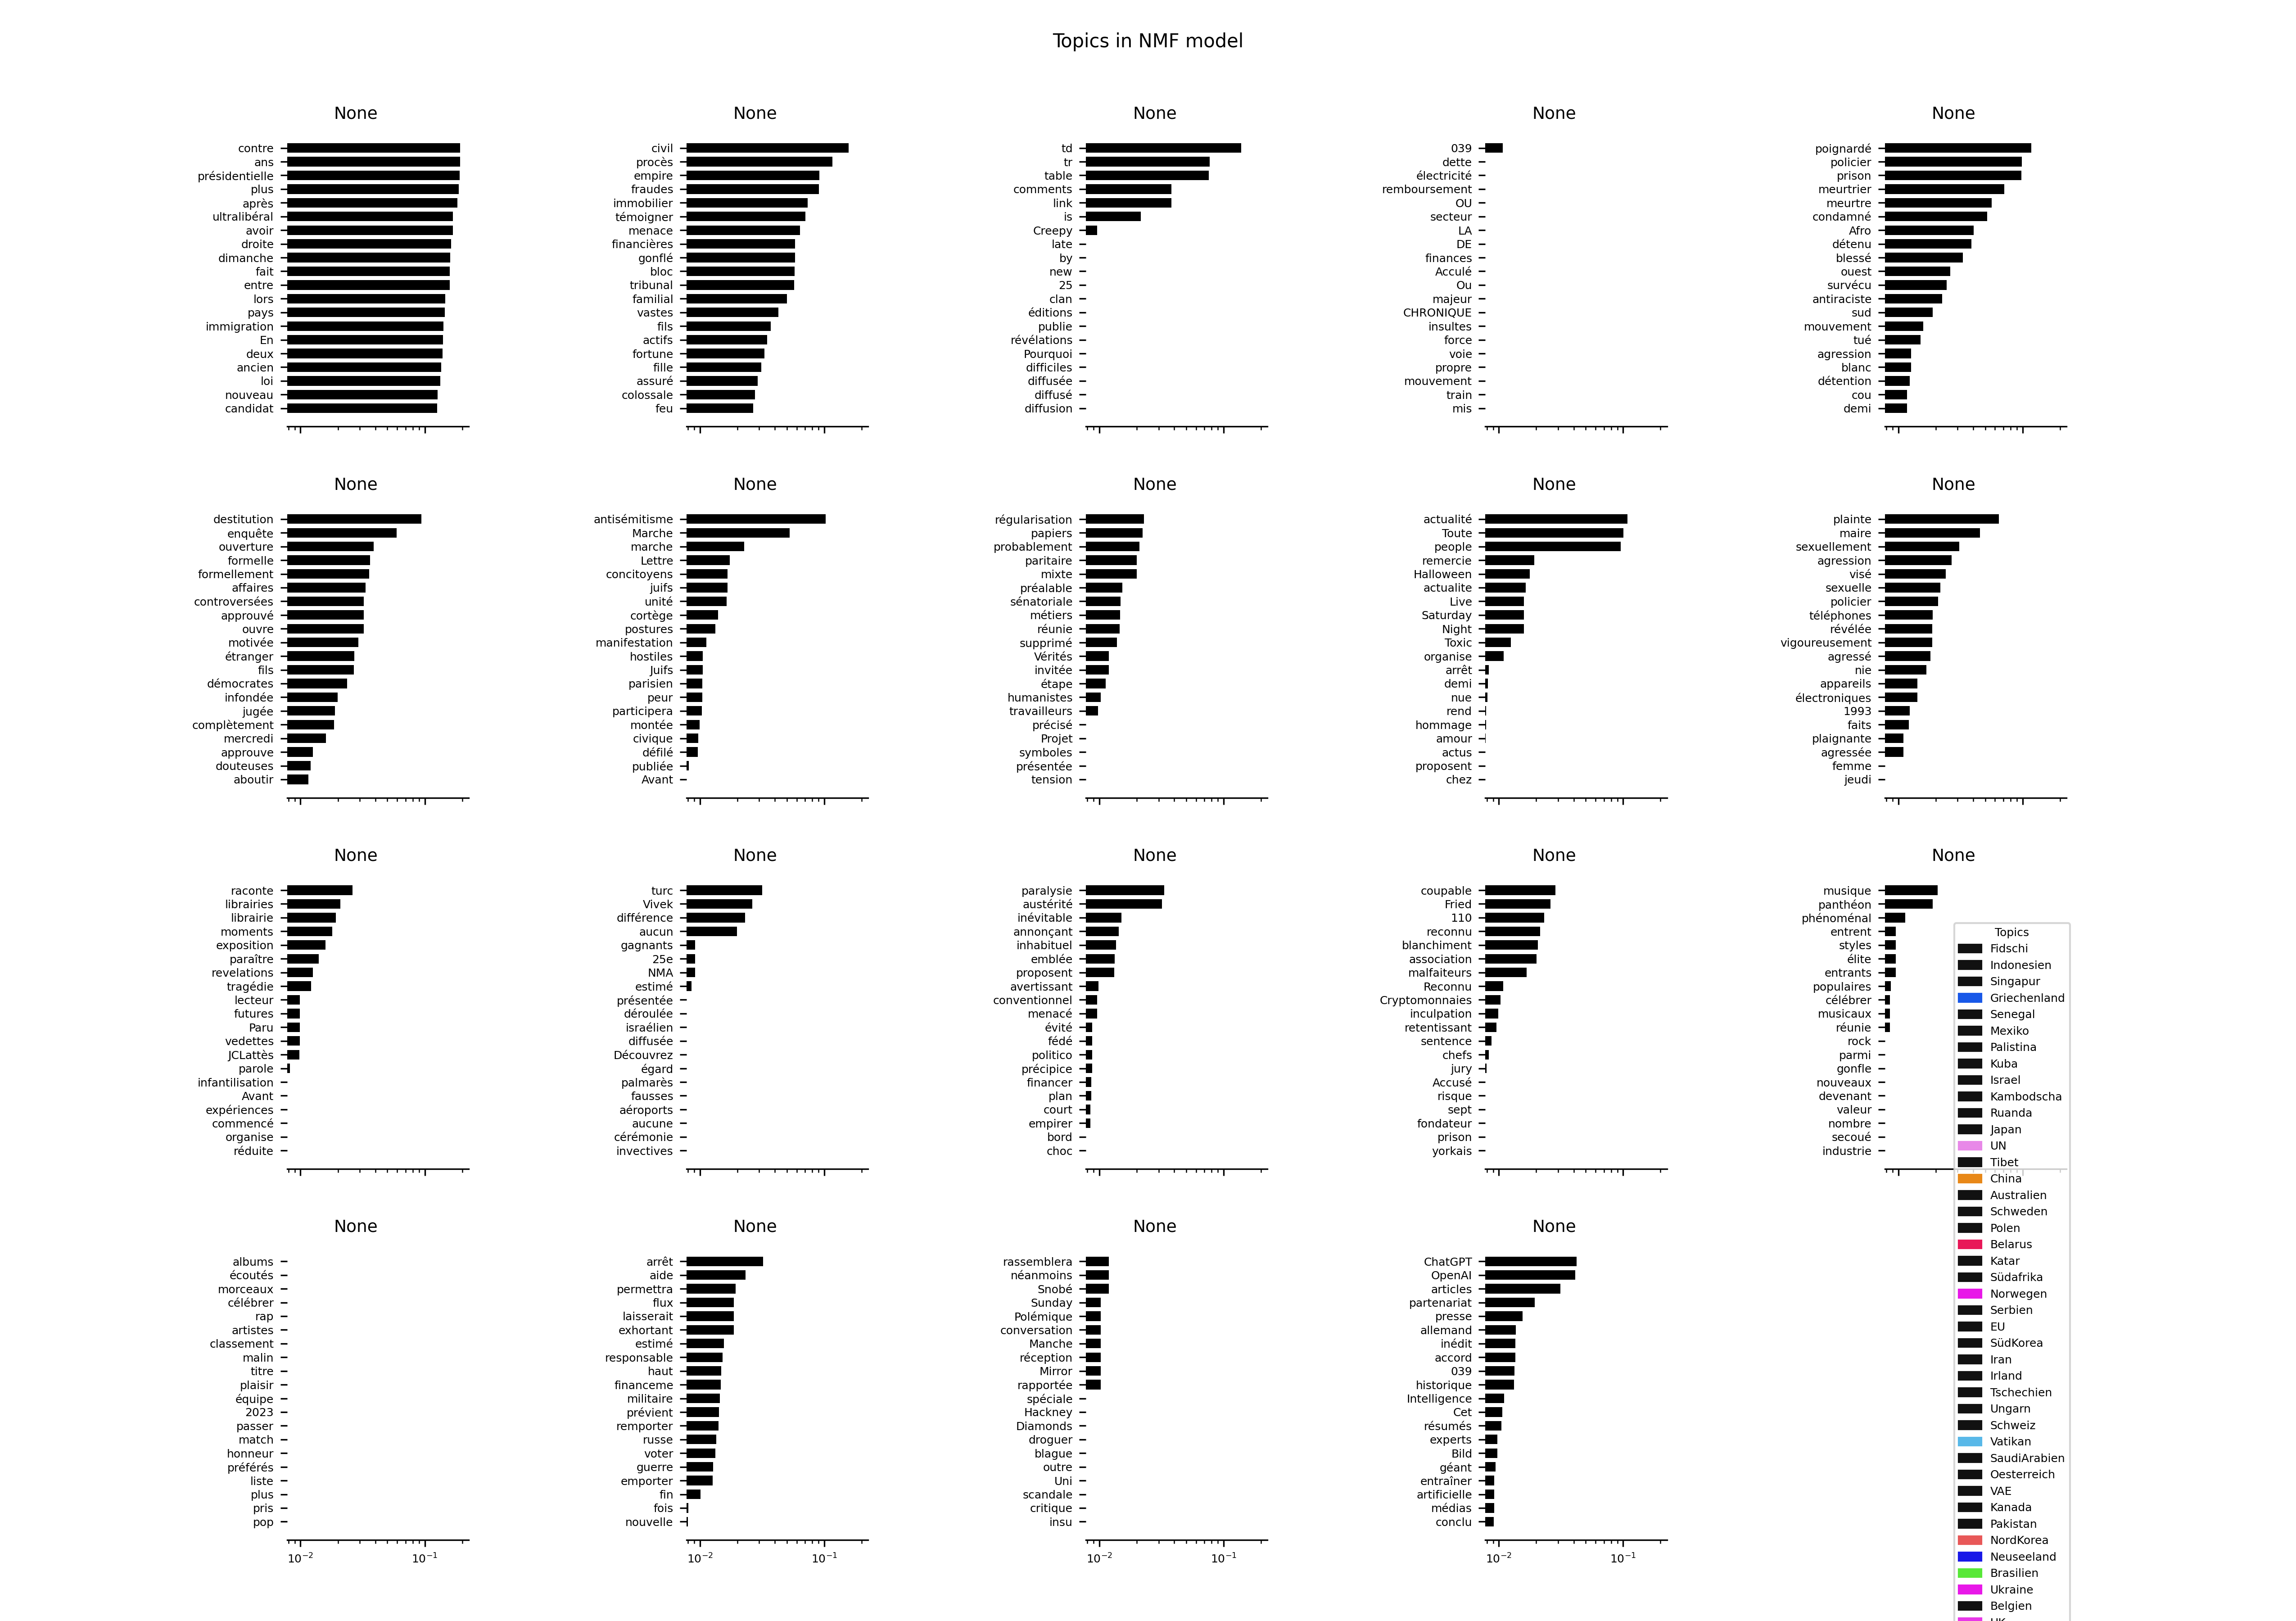 Topics in NMF model
None
contre
ans
présidentielle
plus
après
ultralibéral
avoir
droite
dimanche
fait
entre
lors
pays
immigration
En
deux
ancien
loi
nouveau
candidat
None
civil
procès
empire
fraudes
immobilier
témoigner
menace
financières
gonflé
bloc
tribunal
familial
vastes
fils
actifs
fortune
fille
assuré
colossale
feu
None
td
tr
table
comments
link
is
Creepy
late
by
new
25
clan
éditions
publie
révélations
Pourquoi
difficiles
diffusée
diffusé
diffusion
None
039
dette
électricité
remboursement
OU
secteur
LA
DE
finances
Acculé
Ou
majeur
CHRONIQUE
insultes
force
voie
propre
mouvement
train
mis
None
poignardé
policier
prison
meurtrier
meurtre
condamné
Afro
détenu
blessé
ouest
survécu
antiraciste
sud
mouvement
tué
agression
blanc
détention
cou
demi
None
destitution
enquête
ouverture
formelle
formellement
affaires
controversées
approuvé
ouvre
motivée
étranger
fils
démocrates
infondée
jugée
complètement
mercredi
approuve
douteuses
aboutir
None
antisémitisme
Marche
marche
Lettre
concitoyens
juifs
unité
cortège
postures
manifestation
hostiles
Juifs
parisien
peur
participera
montée
civique
défilé
publiée
Avant
None
régularisation
papiers
probablement
paritaire
mixte
préalable
sénatoriale
métiers
réunie
supprimé
Vérités
invitée
étape
humanistes
travailleurs
précisé
Projet
symboles
présentée
tension
None
actualité
Toute
people
remercie
Halloween
actualite
Live
Saturday
Night
Toxic
organise
arrêt
demi
nue
rend
hommage
amour
actus
proposent
chez
None
plainte
maire
sexuellement
agression
visé
sexuelle
policier
téléphones
révélée
vigoureusement
agressé
nie
appareils
électroniques
1993
faits
plaignante
agressée
femme
jeudi
None
raconte
librairies
librairie
moments
exposition
paraître
revelations
tragédie
lecteur
futures
Paru
vedettes
JCLattès
parole
infantilisation
Avant
expériences
commencé
organise
réduite
None
turc
Vivek
différence
aucun
gagnants
25e
NMA
estimé
présentée
déroulée
israélien
diffusée
Découvrez
égard
palmarès
fausses
aéroports
aucune
cérémonie
invectives
None
paralysie
austérité
inévitable
annonçant
inhabituel
emblée
proposent
avertissant
conventionnel
menacé
évité
fédé
politico
précipice
financer
plan
court
empirer
bord
choc
None
coupable
Fried
110
reconnu
blanchiment
association
malfaiteurs
Reconnu
Cryptomonnaies
inculpation
retentissant
sentence
chefs
jury
Accusé
risque
sept
fondateur
prison
yorkais
None
musique
panthéon
phénoménal
entrent
styles
élite
entrants
populaires
célébrer
musicaux
réunie
rock
parmi
gonfle
nouveaux
devenant
valeur
nombre
secoué
industrie
None
albums
écoutés
morceaux
célébrer
rap
artistes
classement
malin
titre
plaisir
équipe
2023
passer
match
honneur
préférés
liste
plus
pris
pop
10⁻² 10⁻¹
None
arrêt
aide
permettra
flux
laisserait
exhortant
estimé
responsable
haut
financeme
militaire
prévient
remporter
russe
voter
guerre
emporter
fin
fois
nouvelle
10⁻² 10⁻¹
None
rassemblera
néanmoins
Snobé
Sunday
Polémique
conversation
Manche
réception
Mirror
rapportée
spéciale
Hackney
Diamonds
droguer
blague
outre
Uni
scandale
critique
insu
10⁻² 10⁻¹
None
ChatGPT
OpenAI
articles
partenariat
presse
allemand
inédit
accord
039
historique
Intelligence
Cet
résumés
experts
Bild
géant
entraîner
artificielle
médias
conclu
10⁻² 10⁻¹
Topics
Fidschi
Indonesien
Singapur
Griechenland
Senegal
Mexiko
Palistina
Kuba
Israel
Kambodscha
Ruanda
Japan
UN
Tibet
China
Australien
Schweden
Polen
Belarus
Katar
Südafrika
Norwegen
Serbien
EU
SüdKorea
Iran
Irland
Tschechien
Ungarn
Schweiz
Vatikan
SaudiArabien
Oesterreich
VAE
Kanada
Pakistan
NordKorea
Neuseeland
Brasilien
Ukraine
Belgien